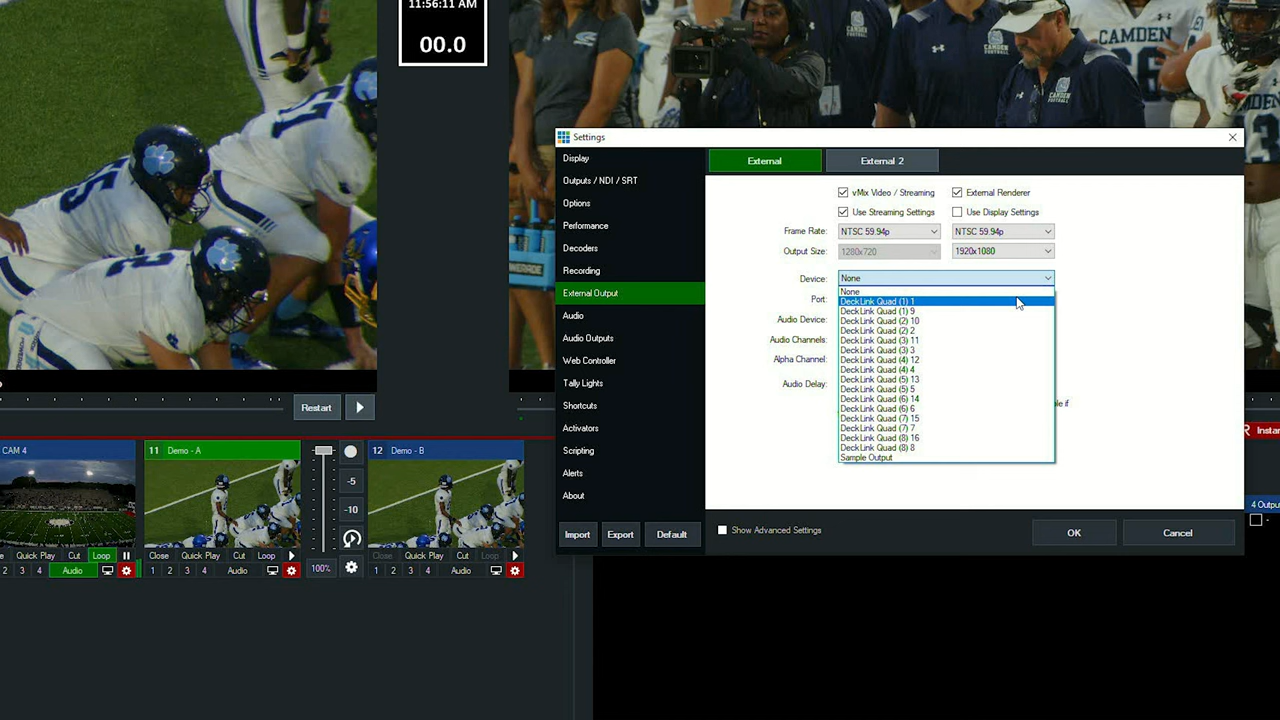 11:56:11 AM
00.0
CAMDEN
FOOTBALL
CAMDEN
FOOTBALL
CAMDEN
Settings
Display
Outputs / NDI / SRT
Options
Performance
Decoders
Recording
External Output
Audio
Audio Outputs
Web Controller
Tally Lights
Shortcuts
Activators
Scripting
Alerts
About
Import
Export
Default
External
External 2
vMix Video / Streaming
External Renderer
Use Streaming Settings
Use Display Settings
Frame Rate:
NTSC 59.94p
NTSC 59.94p
Output Size:
1280x720
1920x1080
Device:
None
Port:
Audio Device:
Audio Channels:
Alpha Channel:
Audio Delay:
None
DeckLink Quad (1) 1
DeckLink Quad (1) 9
DeckLink Quad (2) 10
DeckLink Quad (2) 2
DeckLink Quad (3) 11
DeckLink Quad (3) 3
DeckLink Quad (4) 12
DeckLink Quad (4) 4
DeckLink Quad (5) 13
DeckLink Quad (5) 5
DeckLink Quad (6) 14
DeckLink Quad (6) 6
DeckLink Quad (7) 15
DeckLink Quad (7) 7
DeckLink Quad (8) 16
DeckLink Quad (8) 8
Sample Output
if
Show Advanced Settings
OK
Cancel
Restart
CAM 4
11 Demo - A
12 Demo - B
-5
-10
100%
Quick Play Cut Loop
2 3 4 Audio
Close Quick Play Cut Loop
1 2 3 4 Audio
Close Quick Play Cut Loop
1 2 3 4 Audio